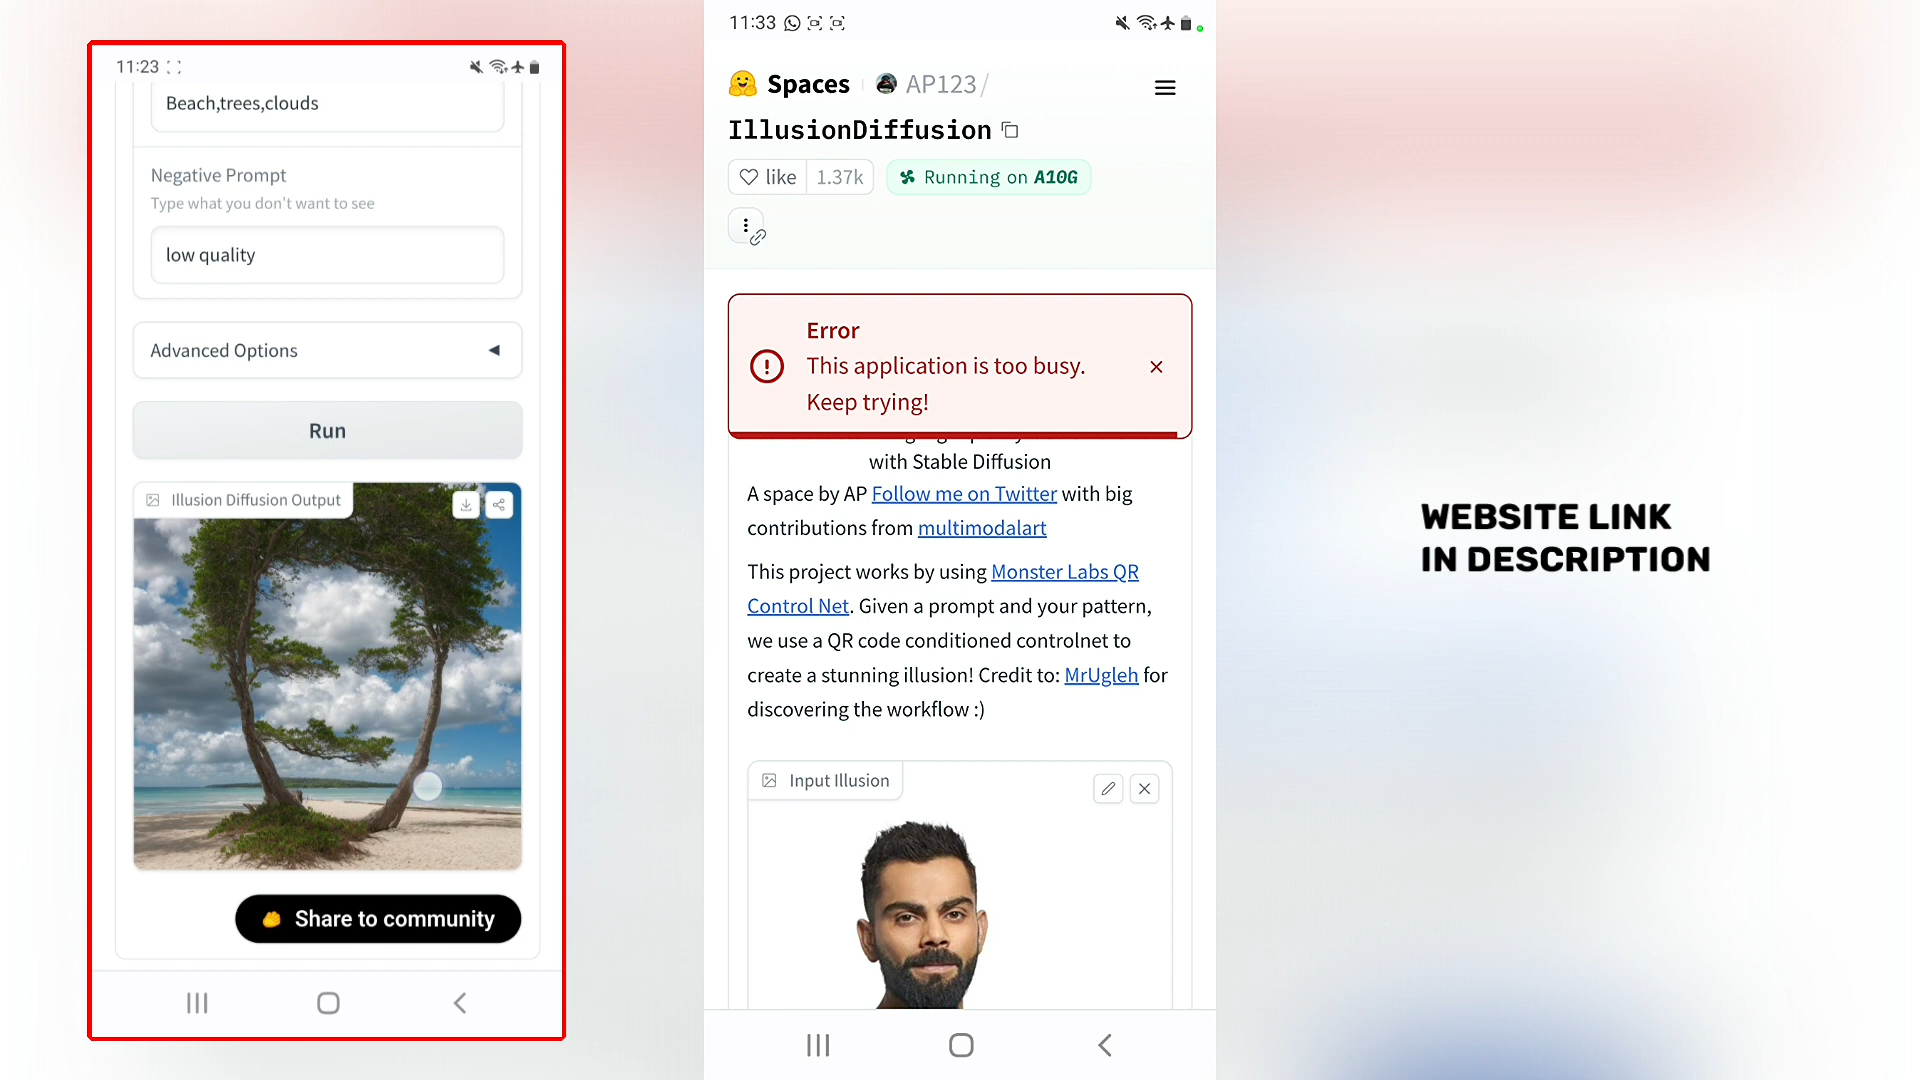 11:23
Beach,trees,clouds
Negative Prompt
Type what you don't want to see
low quality
Advanced Options
Run
Illusion Diffusion Output
Share to community
11:33
Spaces AP123/
IllusionDiffusion
like 1.37k Running on A10G
Error
This application is too busy.
Keep trying!
with Stable Diffusion
A space by AP Follow me on Twitter with big
contributions from multimodalart
This project works by using Monster Labs QR
Control Net. Given a prompt and your pattern,
we use a QR code conditioned controlnet to
create a stunning illusion! Credit to: MrUgleh for
discovering the workflow :)
Input Illusion
WEBSITE LINK
IN DESCRIPTION